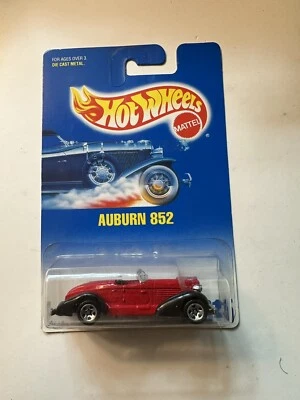 FOR AGES OVER 3
DIE CAST METAL
HOT WHEELS
MATTEL
AUBURN 852